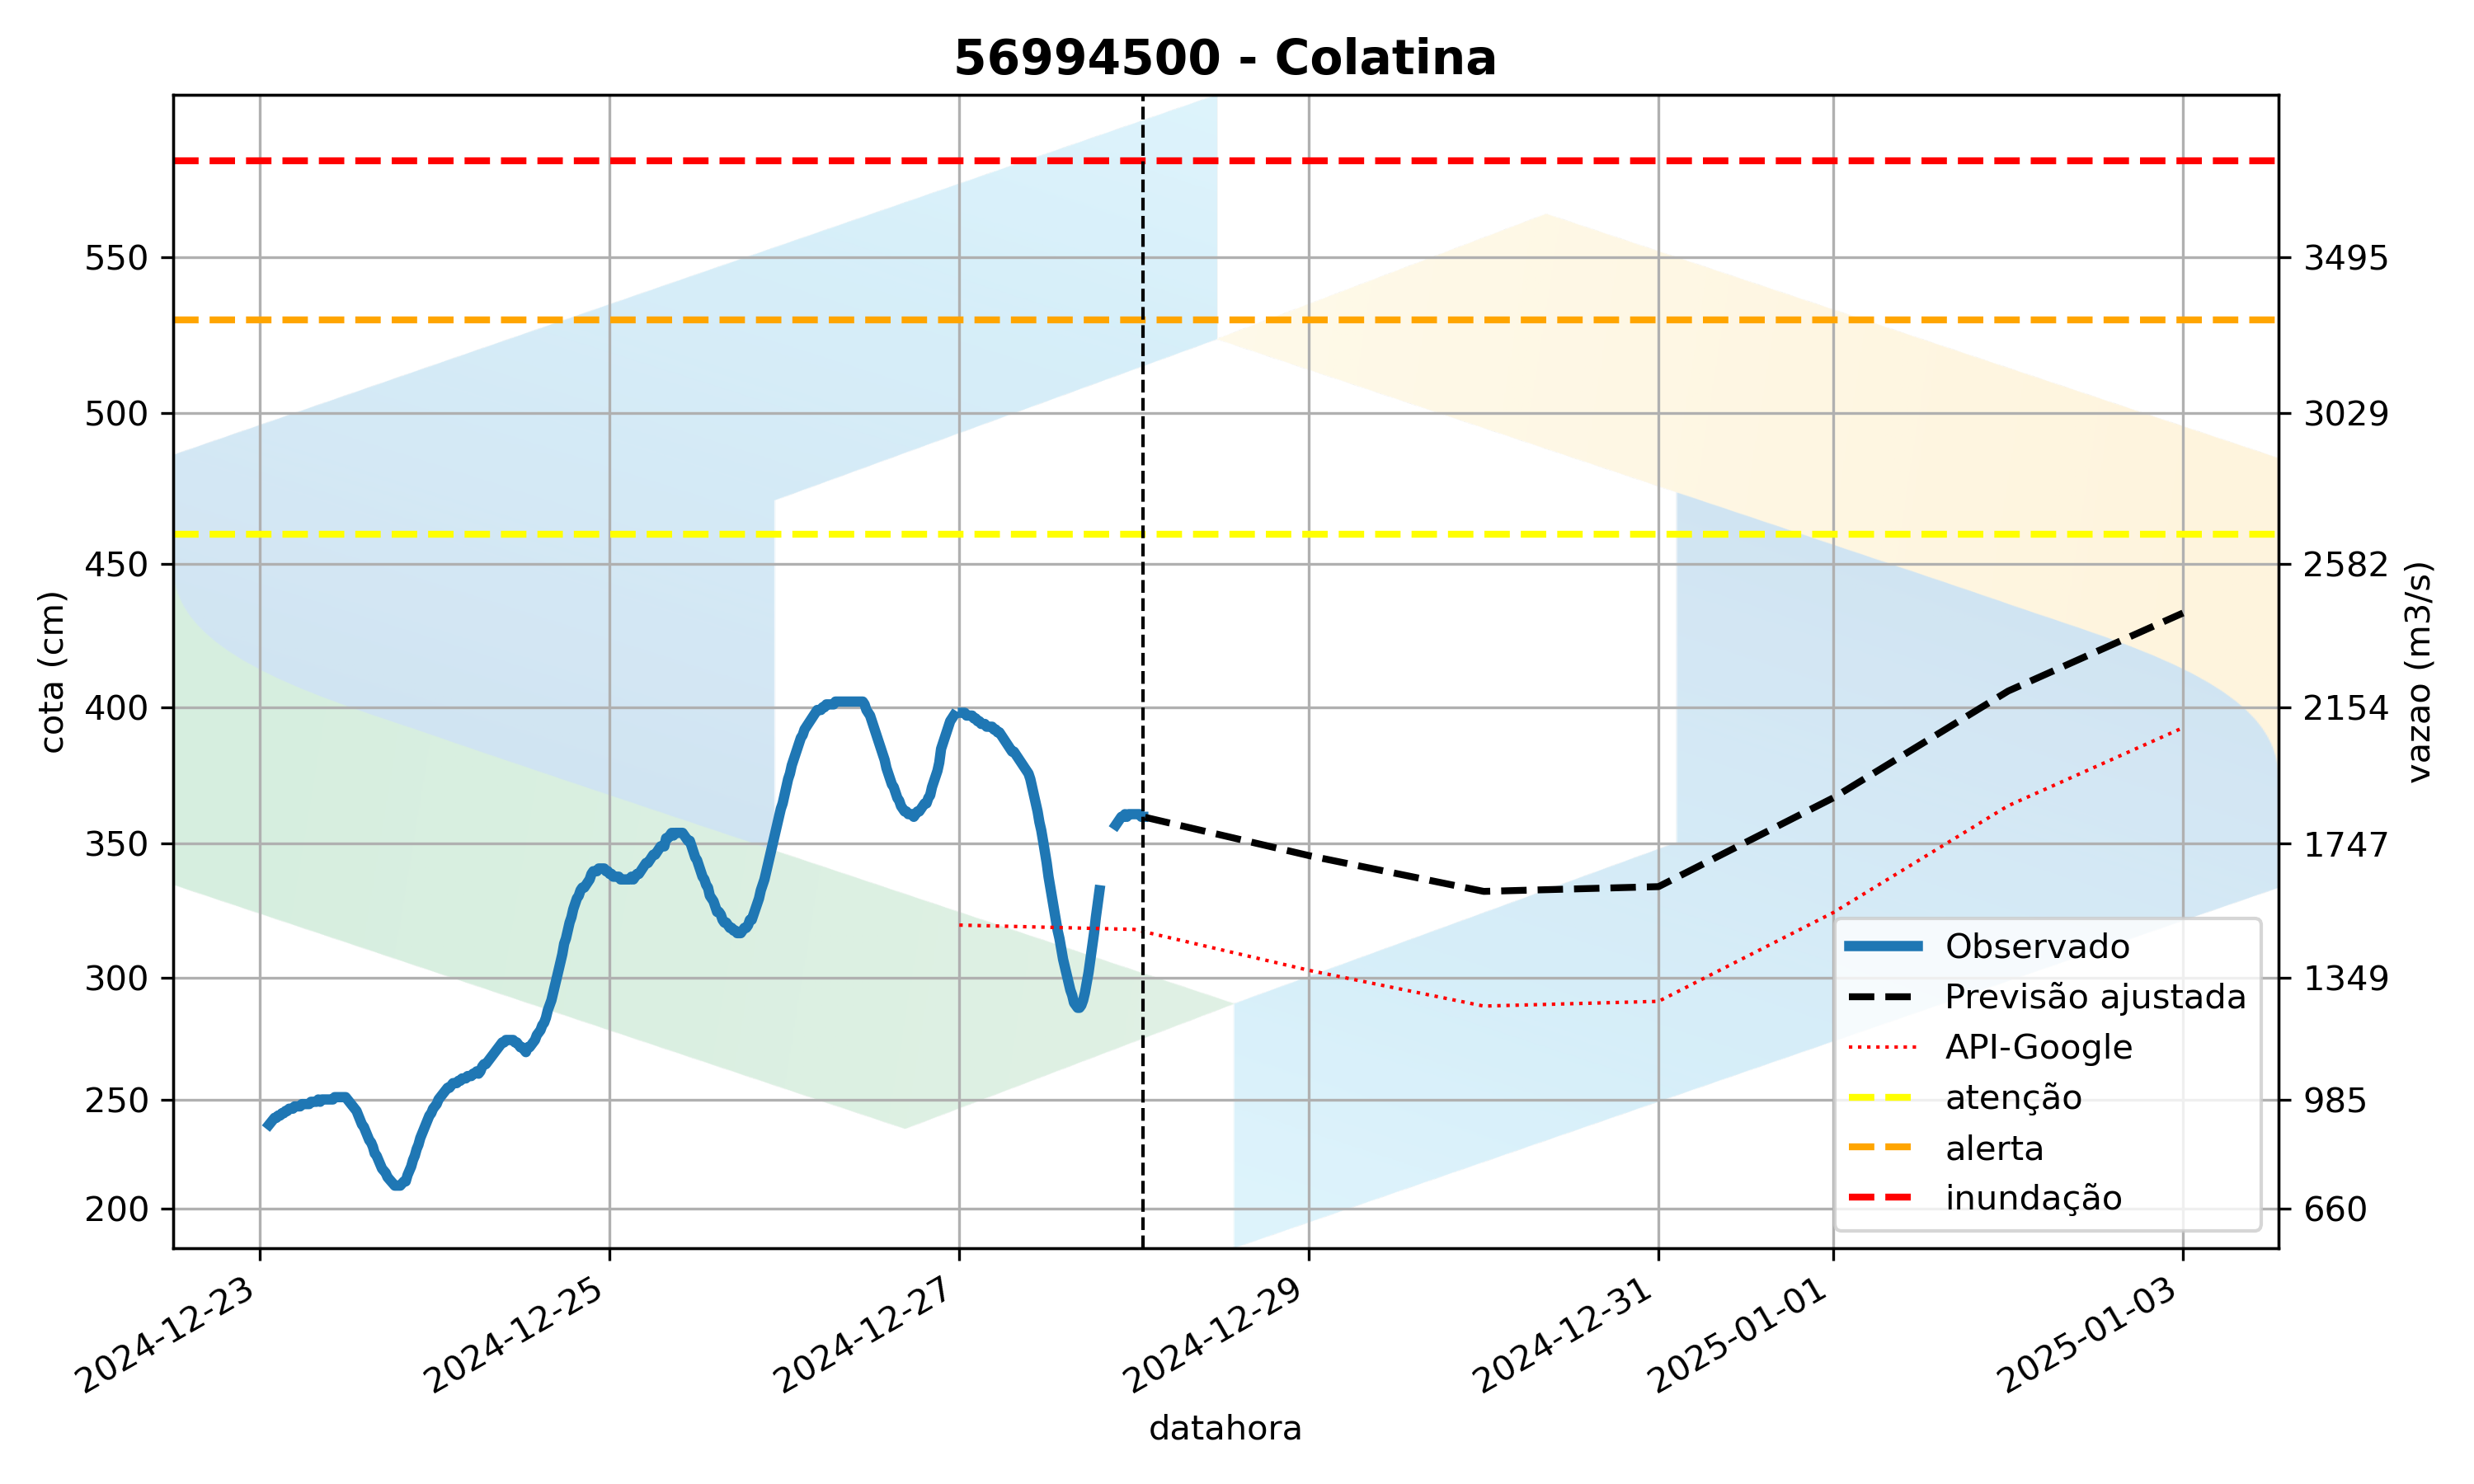 56994500 - Colatina
550
500
450
400
350
300
250
200
cota (cm)
3495
3029
2582
2154
1747
1349
985
660
vazao (m3/s)
Observado
Previsão ajustada
API-Google
atenção
alerta
inundação
2024-12-23
2024-12-25
2024-12-27
2024-12-29
2024-12-31
2025-01-01
2025-01-03
datahora